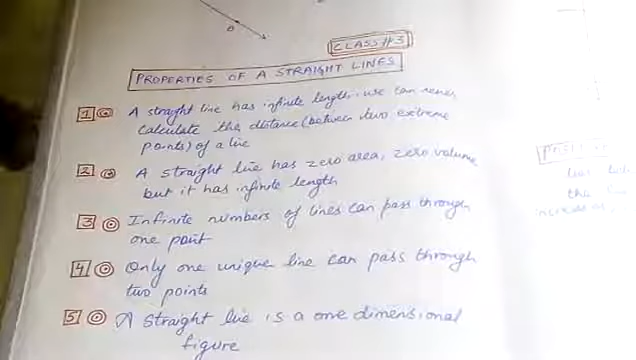 0
CLASS #3
PROPERTIES OF A STRAIGHT LINES
1 A straight line has infinite length. we can never
calculate the distance (between two extreme
points) of a line
2 A straight line has zero area, zero volume
but it has infinite length
3 Infinite numbers of lines can pass through
one point
4 Only one unique line can pass through
two points
5 A straight line is a one dimensional
figure
the